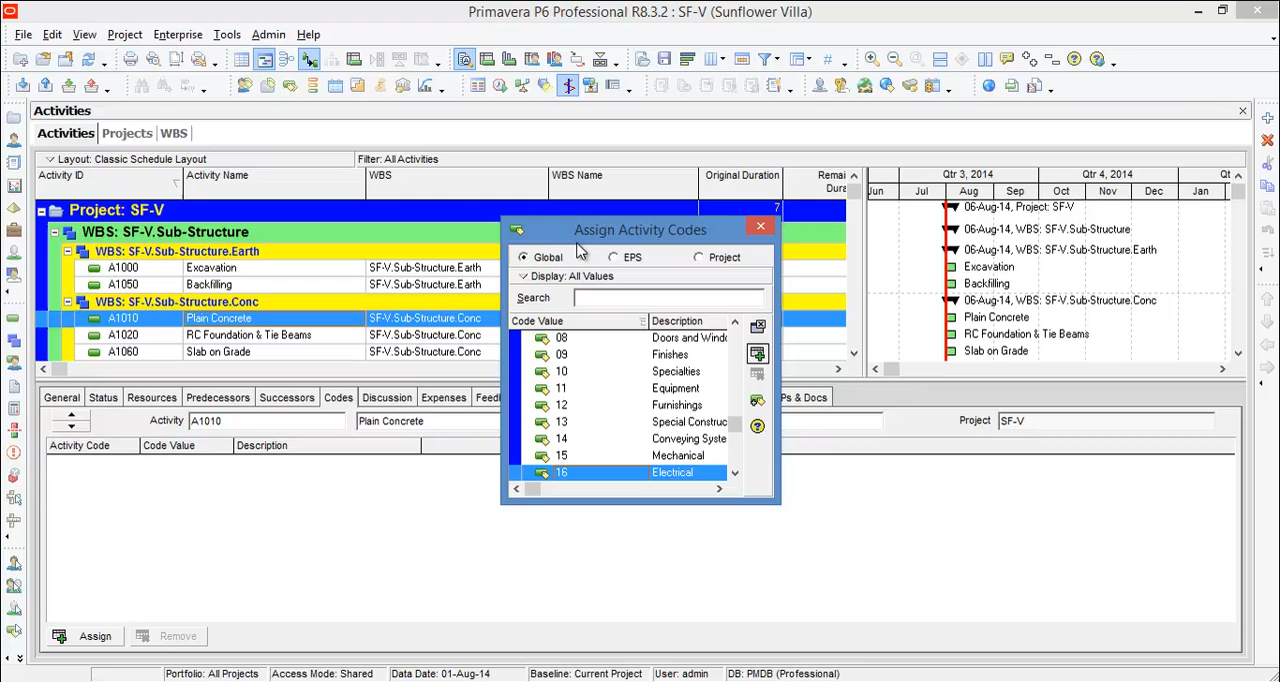 Primavera P6 Professional R8.3.2 : SF-V (Sunflower Villa)
File Edit View Project Enterprise Tools Admin Help
Activities
Activities Projects WBS
Layout: Classic Schedule Layout Filter: All Activities
Activity ID Activity Name WBS WBS Name Original Duration Remai
Dura
Qtr 3, 2014 Qtr 4, 2014 Qt
Jun Jul Aug Sep Oct Nov Dec Jan
Project: SF-V 7 06-Aug-14, Project: SF-V
WBS: SF-V.Sub-Structure 06-Aug-14, WBS: SF-V.Sub-Structure
WBS: SF-V.Sub-Structure.Earth 06-Aug-14, WBS: SF-V.Sub-Structure.Earth
A1000 Excavation SF-V.Sub-Structure.Earth Excavation
A1050 Backfilling SF-V.Sub-Structure.Earth Backfilling
WBS: SF-V.Sub-Structure.Conc 06-Aug-14, WBS: SF-V.Sub-Structure.Conc
A1010 Plain Concrete SF-V.Sub-Structure.Conc Plain Concrete
A1020 RC Foundation & Tie Beams SF-V.Sub-Structure.Conc RC Foundation & Tie Beams
A1060 Slab on Grade SF-V.Sub-Structure.Conc Slab on Grade
Assign Activity Codes
Global EPS Project
Display: All Values
Search
Code Value Description
08 Doors and Windo
09 Finishes
10 Specialties
11 Equipment
12 Furnishings
13 Special Construc
14 Conveying Syste
15 Mechanical
16 Electrical
General Status Resources Predecessors Successors Codes Discussion Expenses Feed Ps & Docs
Activity A1010 Plain Concrete Project SF-V
Activity Code Code Value Description
Assign Remove
Portfolio: All Projects Access Mode: Shared Data Date: 01-Aug-14 Baseline: Current Project User: admin DB: PMDB (Professional)